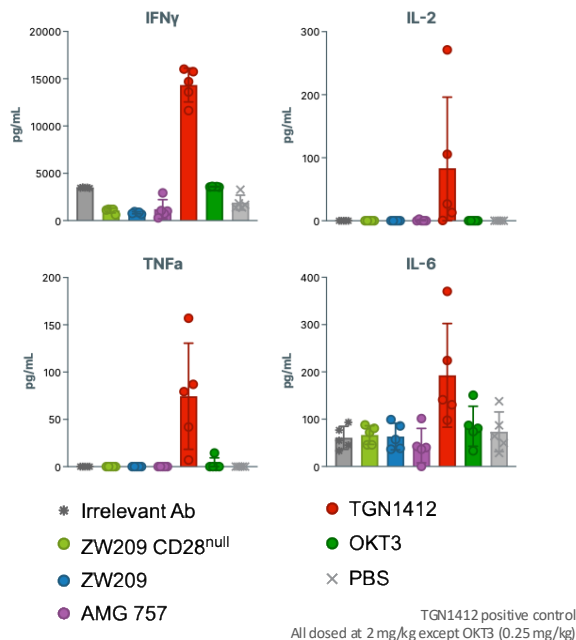 IFNγ
20000
15000
10000
5000
0
pg/mL
IL-2
300
200
100
0
pg/mL
TNFa
200
150
100
50
0
pg/mL
IL-6
400
300
200
100
0
pg/mL
Irrelevant Ab
ZW209 CD28null
ZW209
AMG 757
TGN1412
OKT3
PBS
TGN1412 positive control
All dosed at 2 mg/kg except OKT3 (0.25 mg/kg)